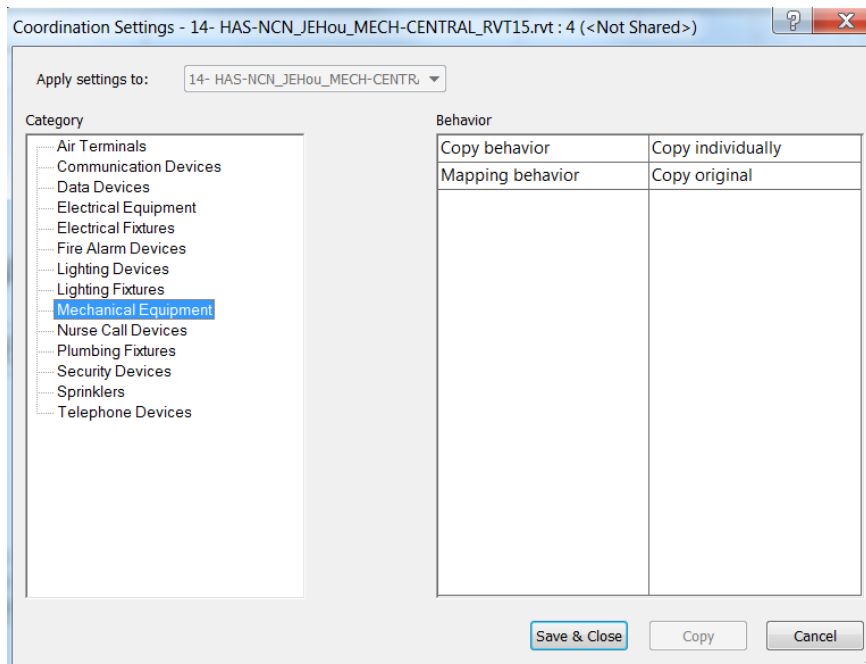 Coordination Settings - 14- HAS-NCN_JEHou_MECH-CENTRAL_RVT15.rvt : 4 (<Not Shared>)
Apply settings to: 14- HAS-NCN_JEHou_MECH-CENTR
Category
Air Terminals
Communication Devices
Data Devices
Electrical Equipment
Electrical Fixtures
Fire Alarm Devices
Lighting Devices
Lighting Fixtures
Mechanical Equipment
Nurse Call Devices
Plumbing Fixtures
Security Devices
Sprinklers
Telephone Devices
Behavior
Copy behavior Copy individually
Mapping behavior Copy original
Save & Close Copy Cancel